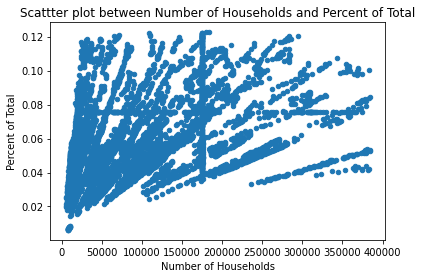 Scattter plot between Number of Households and Percent of Total
0.12
0.10
0.08
0.06
0.04
0.02
Percent of Total
0 50000 100000 150000 200000 250000 300000 350000 400000
Number of Households